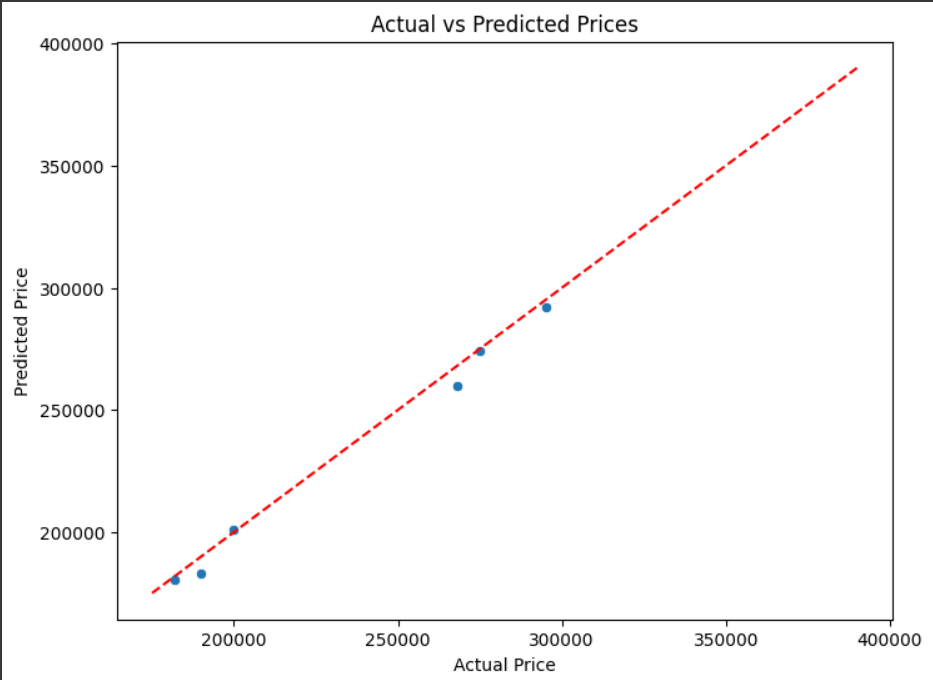 Actual vs Predicted Prices
400000
350000
300000
250000
200000
Predicted Price
200000 250000 300000 350000 400000
Actual Price